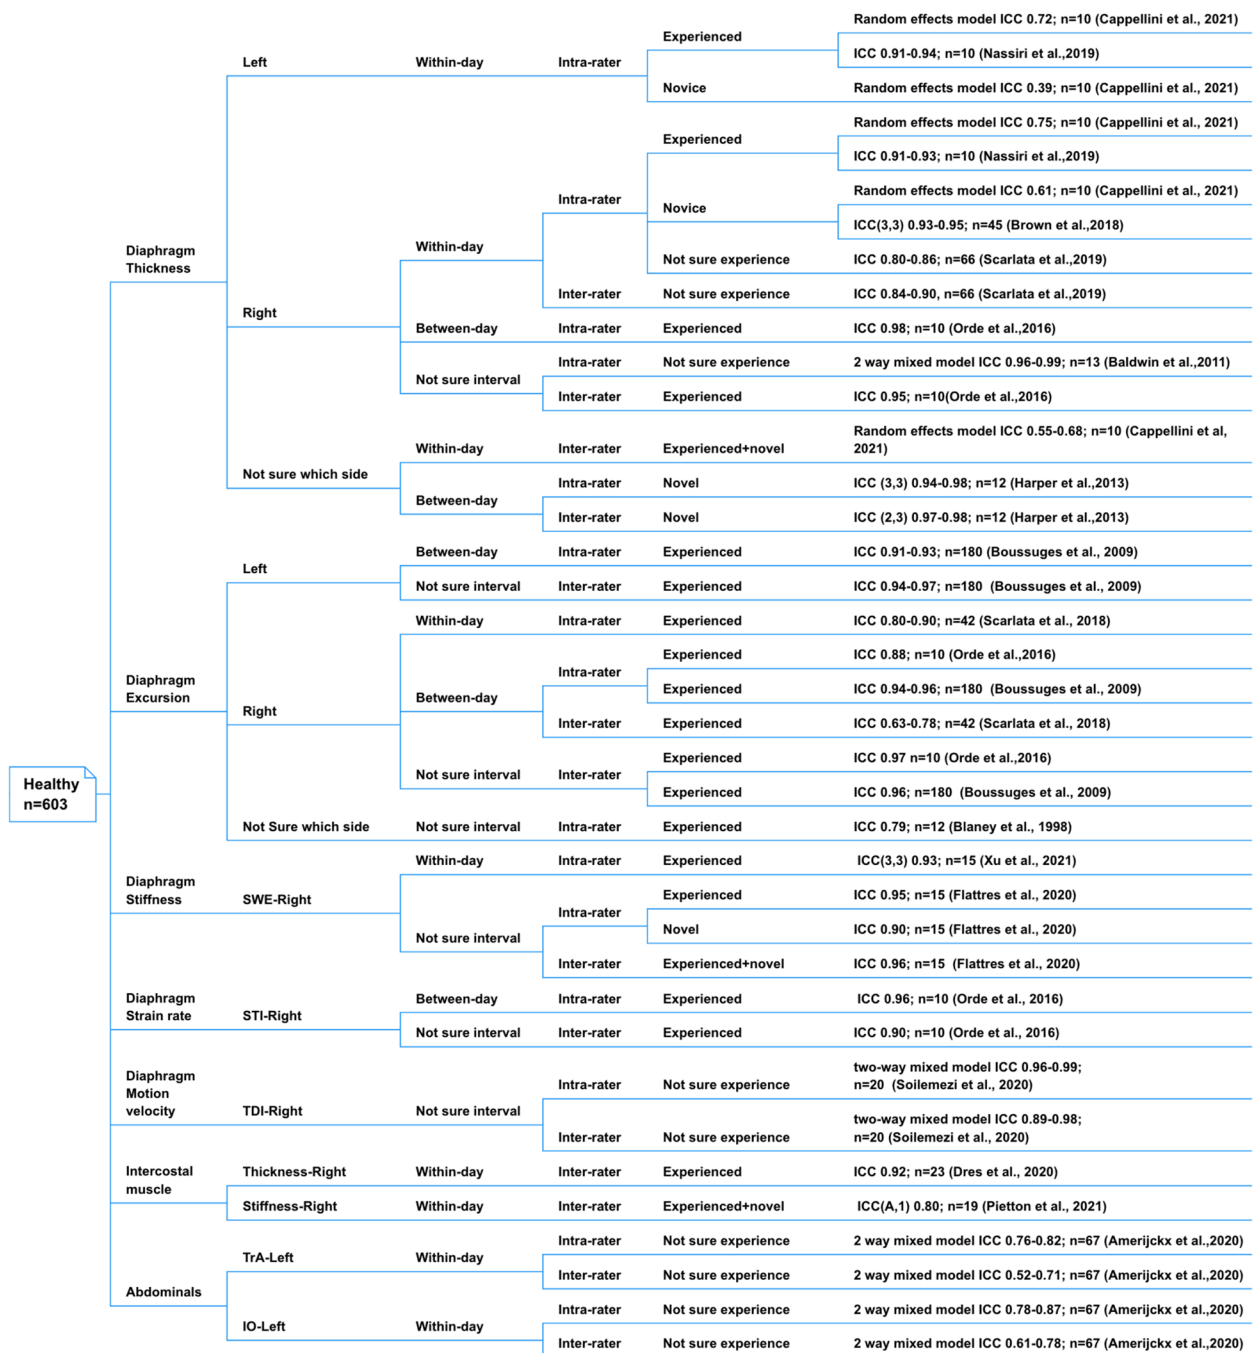 Healthy
n=603
Diaphragm
Thickness
Left
Within-day
Intra-rater
Experienced
Random effects model ICC 0.72; n=10 (Cappellini et al., 2021)
ICC 0.91-0.94; n=10 (Nassiri et al.,2019)
Novice
Random effects model ICC 0.39; n=10 (Cappellini et al., 2021)
Right
Within-day
Intra-rater
Experienced
Random effects model ICC 0.75; n=10 (Cappellini et al., 2021)
ICC 0.91-0.93; n=10 (Nassiri et al.,2019)
Novice
Random effects model ICC 0.61; n=10 (Cappellini et al., 2021)
ICC(3,3) 0.93-0.95; n=45 (Brown et al.,2018)
Not sure experience
ICC 0.80-0.86; n=66 (Scarlata et al.,2019)
Inter-rater
Not sure experience
ICC 0.84-0.90, n=66 (Scarlata et al.,2019)
Between-day
Intra-rater
Experienced
ICC 0.98; n=10 (Orde et al.,2016)
Not sure interval
Intra-rater
Not sure experience
2 way mixed model ICC 0.96-0.99; n=13 (Baldwin et al.,2011)
Inter-rater
Experienced
ICC 0.95; n=10(Orde et al.,2016)
Not sure which side
Within-day
Inter-rater
Experienced+novel
Random effects model ICC 0.55-0.68; n=10 (Cappellini et al,
2021)
Between-day
Intra-rater
Novel
ICC (3,3) 0.94-0.98; n=12 (Harper et al.,2013)
Inter-rater
Novel
ICC (2,3) 0.97-0.98; n=12 (Harper et al.,2013)
Diaphragm
Excursion
Left
Between-day
Intra-rater
Experienced
ICC 0.91-0.93; n=180 (Boussuges et al., 2009)
Not sure interval
Inter-rater
Experienced
ICC 0.94-0.97; n=180 (Boussuges et al., 2009)
Right
Within-day
Intra-rater
Experienced
ICC 0.80-0.90; n=42 (Scarlata et al., 2018)
Between-day
Intra-rater
Experienced
ICC 0.88; n=10 (Orde et al.,2016)
Experienced
ICC 0.94-0.96; n=180 (Boussuges et al., 2009)
Inter-rater
Experienced
ICC 0.63-0.78; n=42 (Scarlata et al., 2018)
Not sure interval
Inter-rater
Experienced
ICC 0.97 n=10 (Orde et al.,2016)
Experienced
ICC 0.96; n=180 (Boussuges et al., 2009)
Not Sure which side
Not sure interval
Intra-rater
Experienced
ICC 0.79; n=12 (Blaney et al., 1998)
Diaphragm
Stiffness
SWE-Right
Within-day
Intra-rater
Experienced
ICC(3,3) 0.93; n=15 (Xu et al., 2021)
Not sure interval
Intra-rater
Experienced
ICC 0.95; n=15 (Flattres et al., 2020)
Novel
ICC 0.90; n=15 (Flattres et al., 2020)
Inter-rater
Experienced+novel
ICC 0.96; n=15 (Flattres et al., 2020)
Diaphragm
Strain rate
STI-Right
Between-day
Intra-rater
Experienced
ICC 0.96; n=10 (Orde et al., 2016)
Not sure interval
Inter-rater
Experienced
ICC 0.90; n=10 (Orde et al., 2016)
Diaphragm
Motion
velocity
TDI-Right
Not sure interval
Intra-rater
Not sure experience
two-way mixed model ICC 0.96-0.99;
n=20 (Soilemezi et al., 2020)
Inter-rater
Not sure experience
two-way mixed model ICC 0.89-0.98;
n=20 (Soilemezi et al., 2020)
Intercostal
muscle
Thickness-Right
Within-day
Inter-rater
Experienced
ICC 0.92; n=23 (Dres et al., 2020)
Stiffness-Right
Within-day
Inter-rater
Experienced+novel
ICC(A,1) 0.80; n=19 (Pietton et al., 2021)
Abdominals
TrA-Left
Within-day
Intra-rater
Not sure experience
2 way mixed model ICC 0.76-0.82; n=67 (Amerijckx et al.,2020)
Inter-rater
Not sure experience
2 way mixed model ICC 0.52-0.71; n=67 (Amerijckx et al.,2020)
IO-Left
Within-day
Intra-rater
Not sure experience
2 way mixed model ICC 0.78-0.87; n=67 (Amerijckx et al.,2020)
Inter-rater
Not sure experience
2 way mixed model ICC 0.61-0.78; n=67 (Amerijckx et al.,2020)